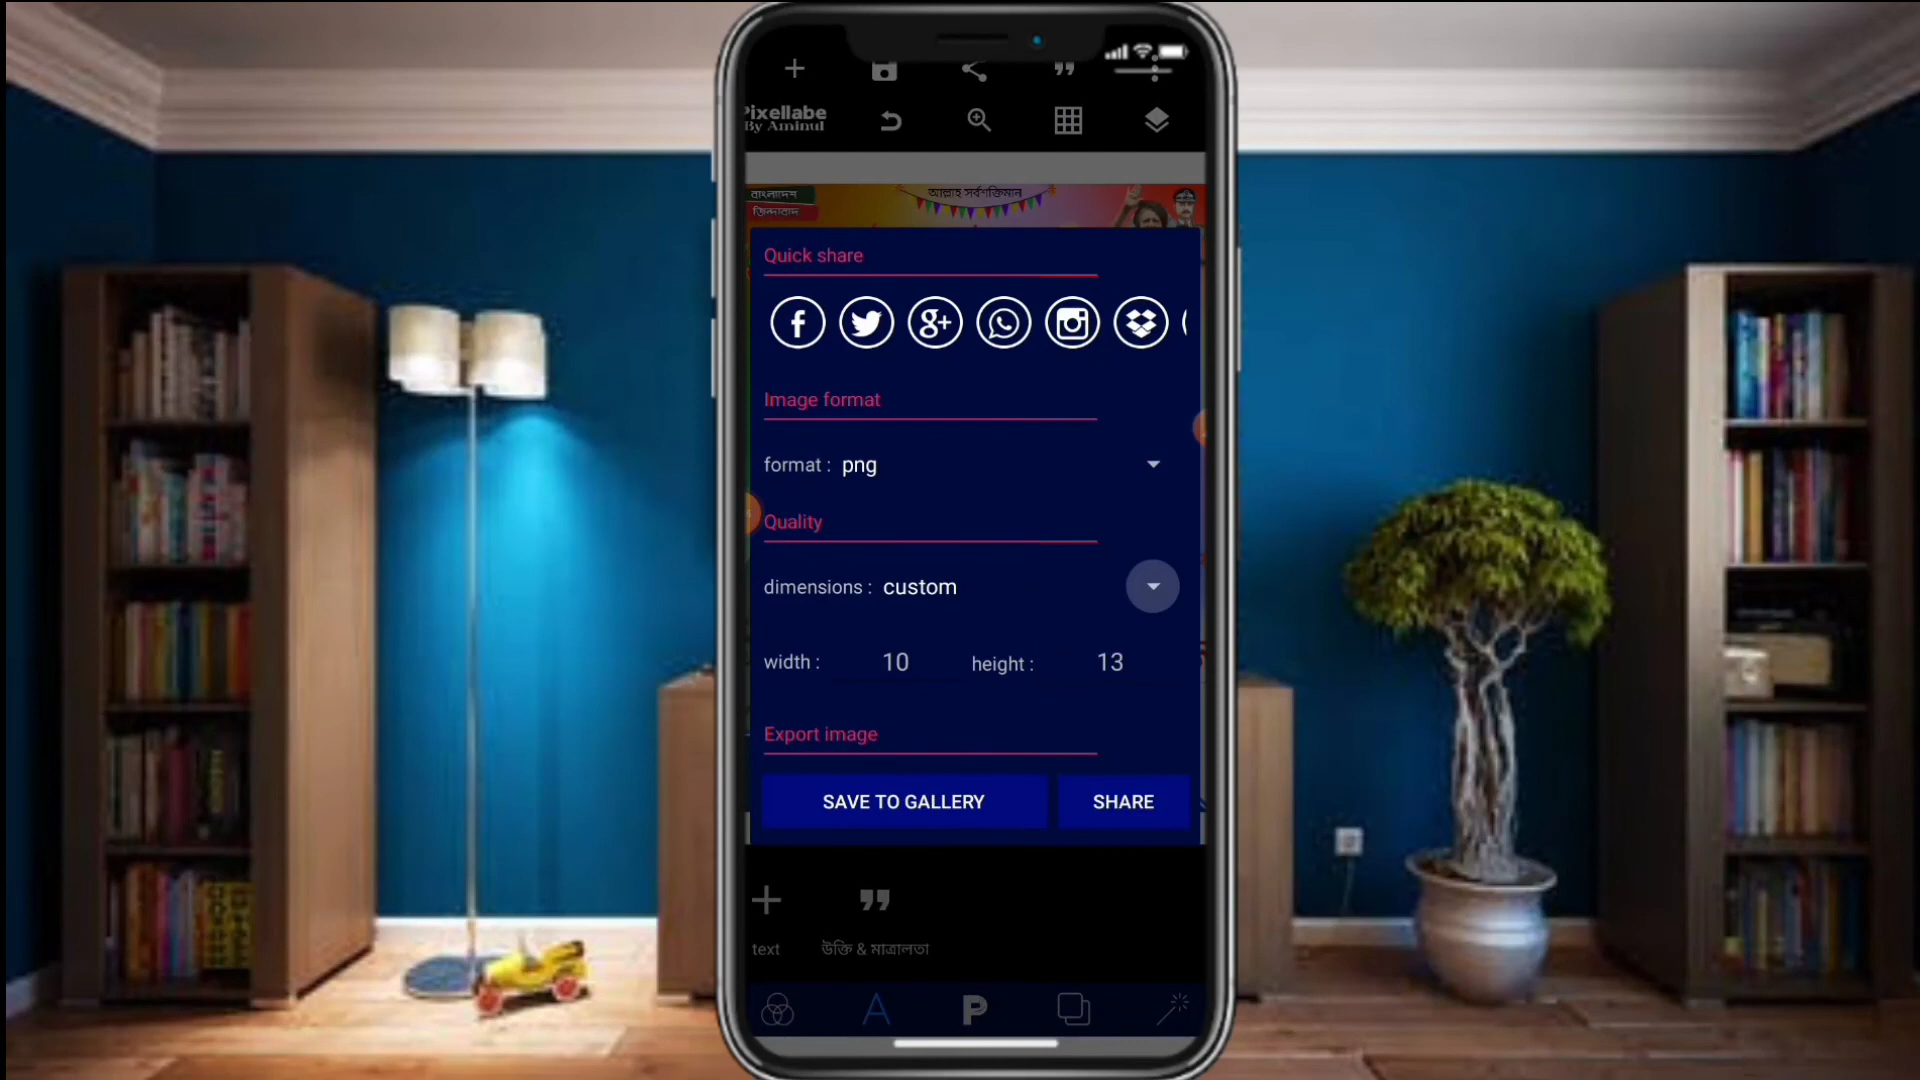 Pixellabe
By Aminul
বাংলাদেশ
জিন্দাবাদ
আল্লাহ সর্বশক্তিমান
Quick share
Image format
format : png
Quality
dimensions : custom
width : 10 height : 13
Export image
SAVE TO GALLERY SHARE
text উক্তি & মাত্রালতা